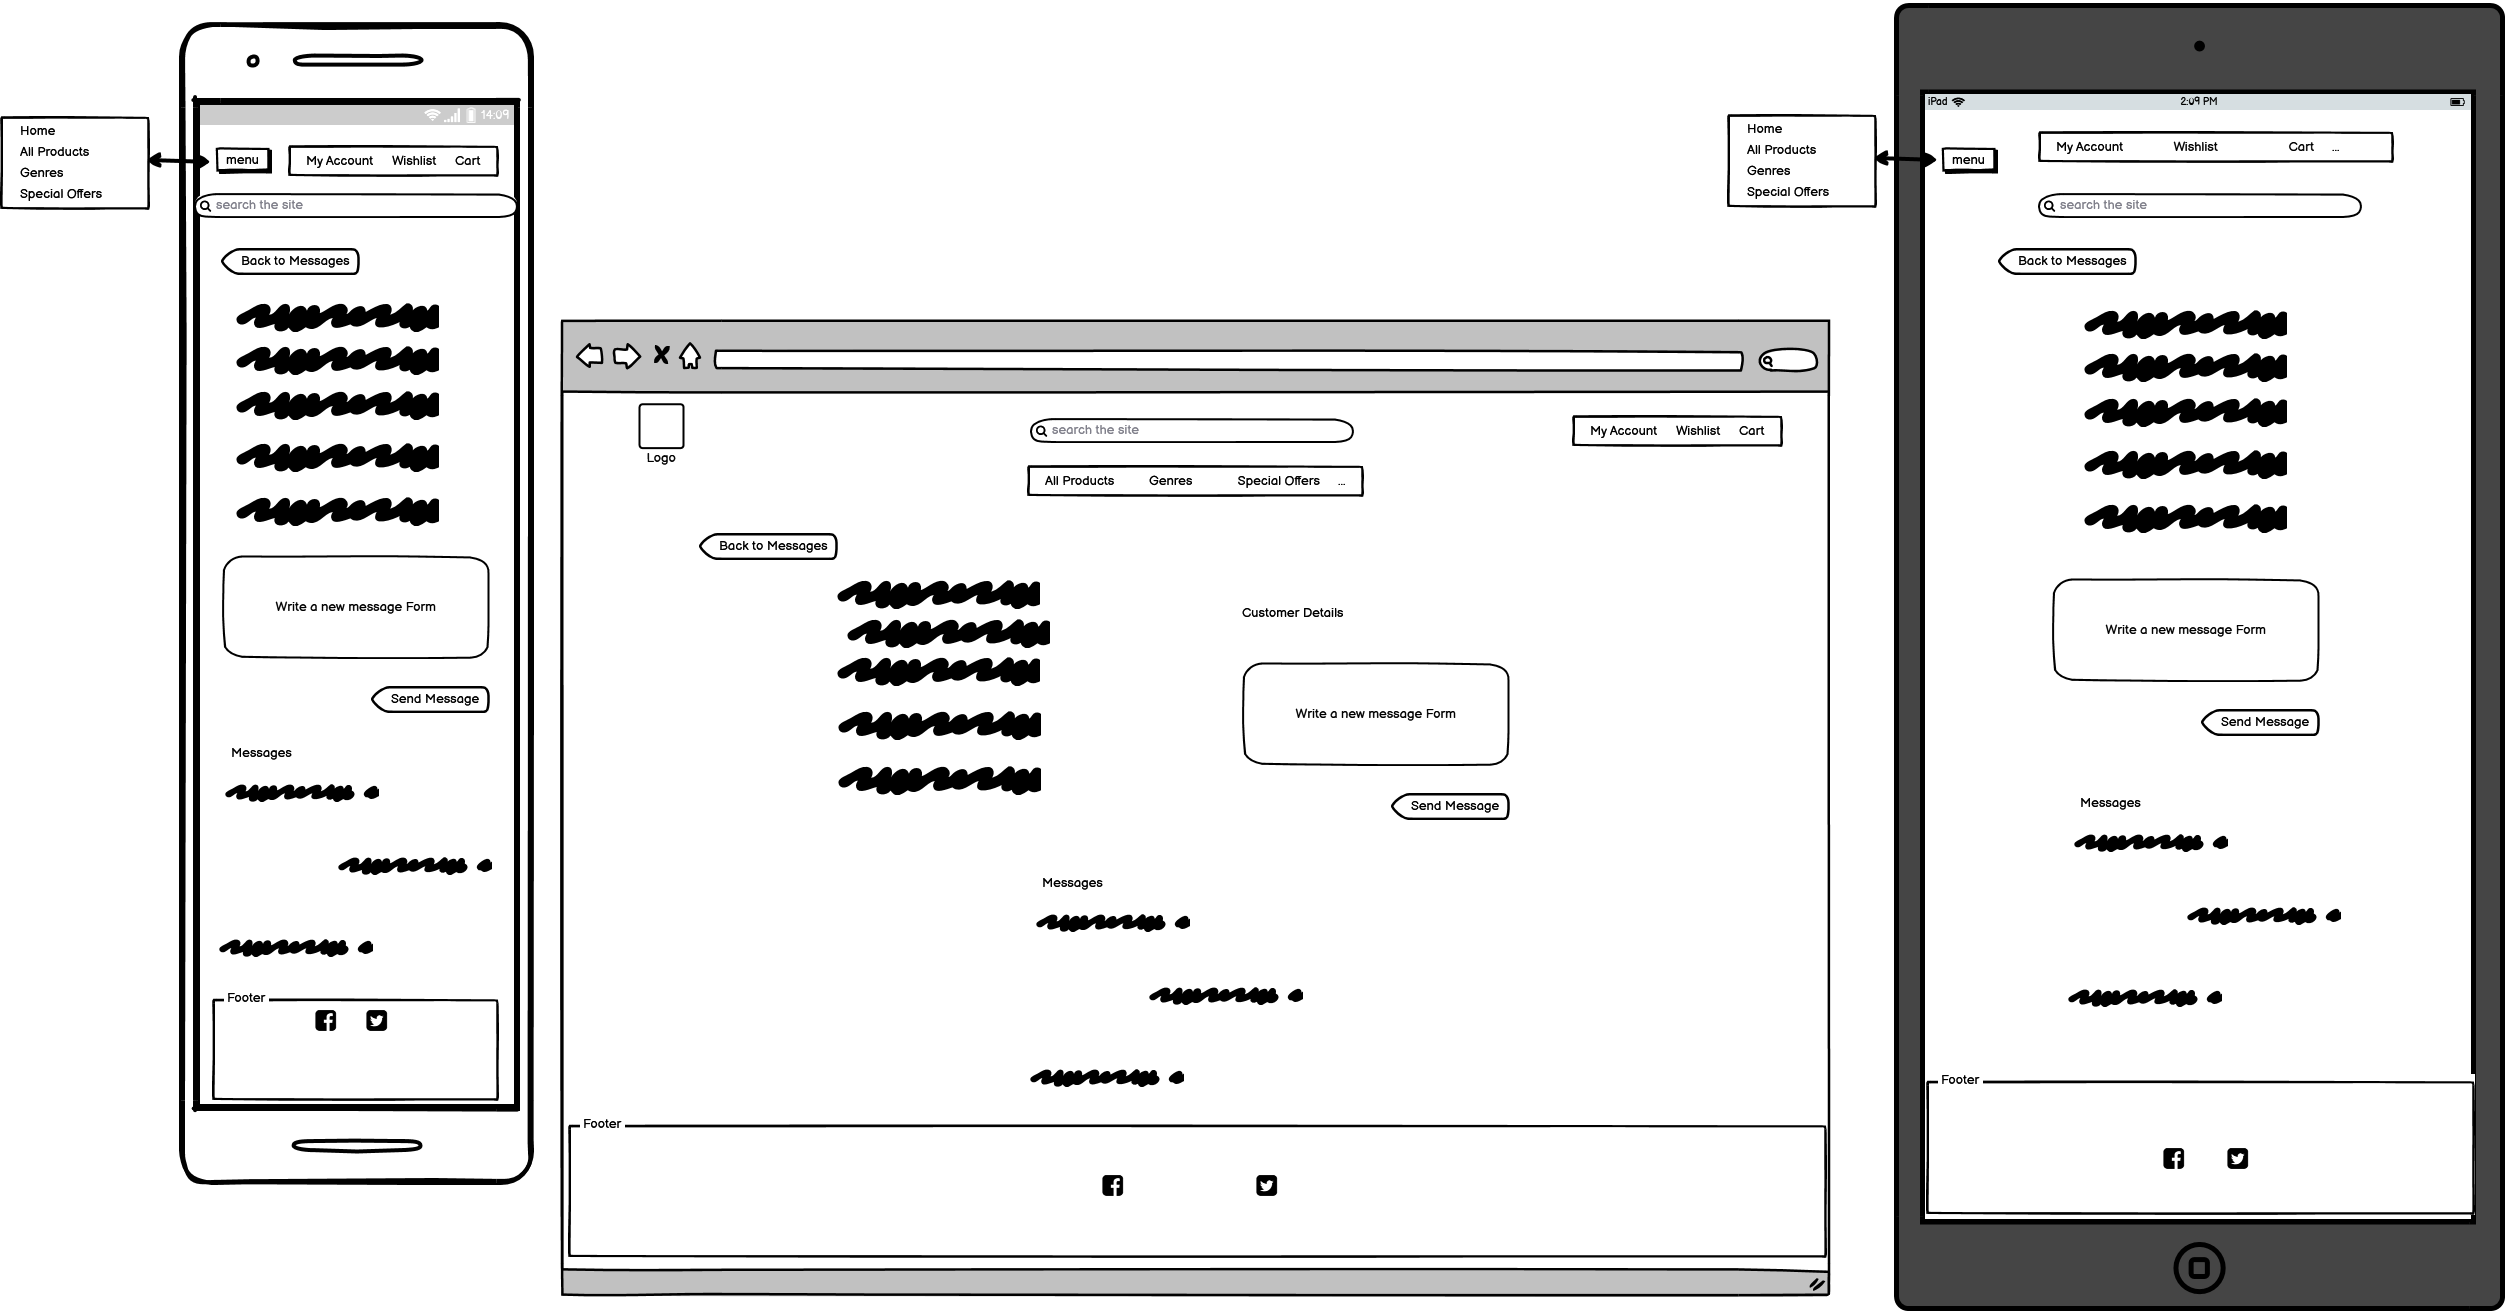 14:09
Home
All Products
Genres
Special Offers
menu
My Account Wishlist Cart
search the site
Back to Messages
Write a new message Form
Send Message
Messages
Footer
search the site
My Account Wishlist Cart
Logo
All Products Genres Special Offers ...
Back to Messages
Customer Details
Write a new message Form
Send Message
Messages
Footer
Home
All Products
Genres
Special Offers
iPad 2:09 PM
menu
My Account Wishlist Cart ...
search the site
Back to Messages
Write a new message Form
Send Message
Messages
Footer